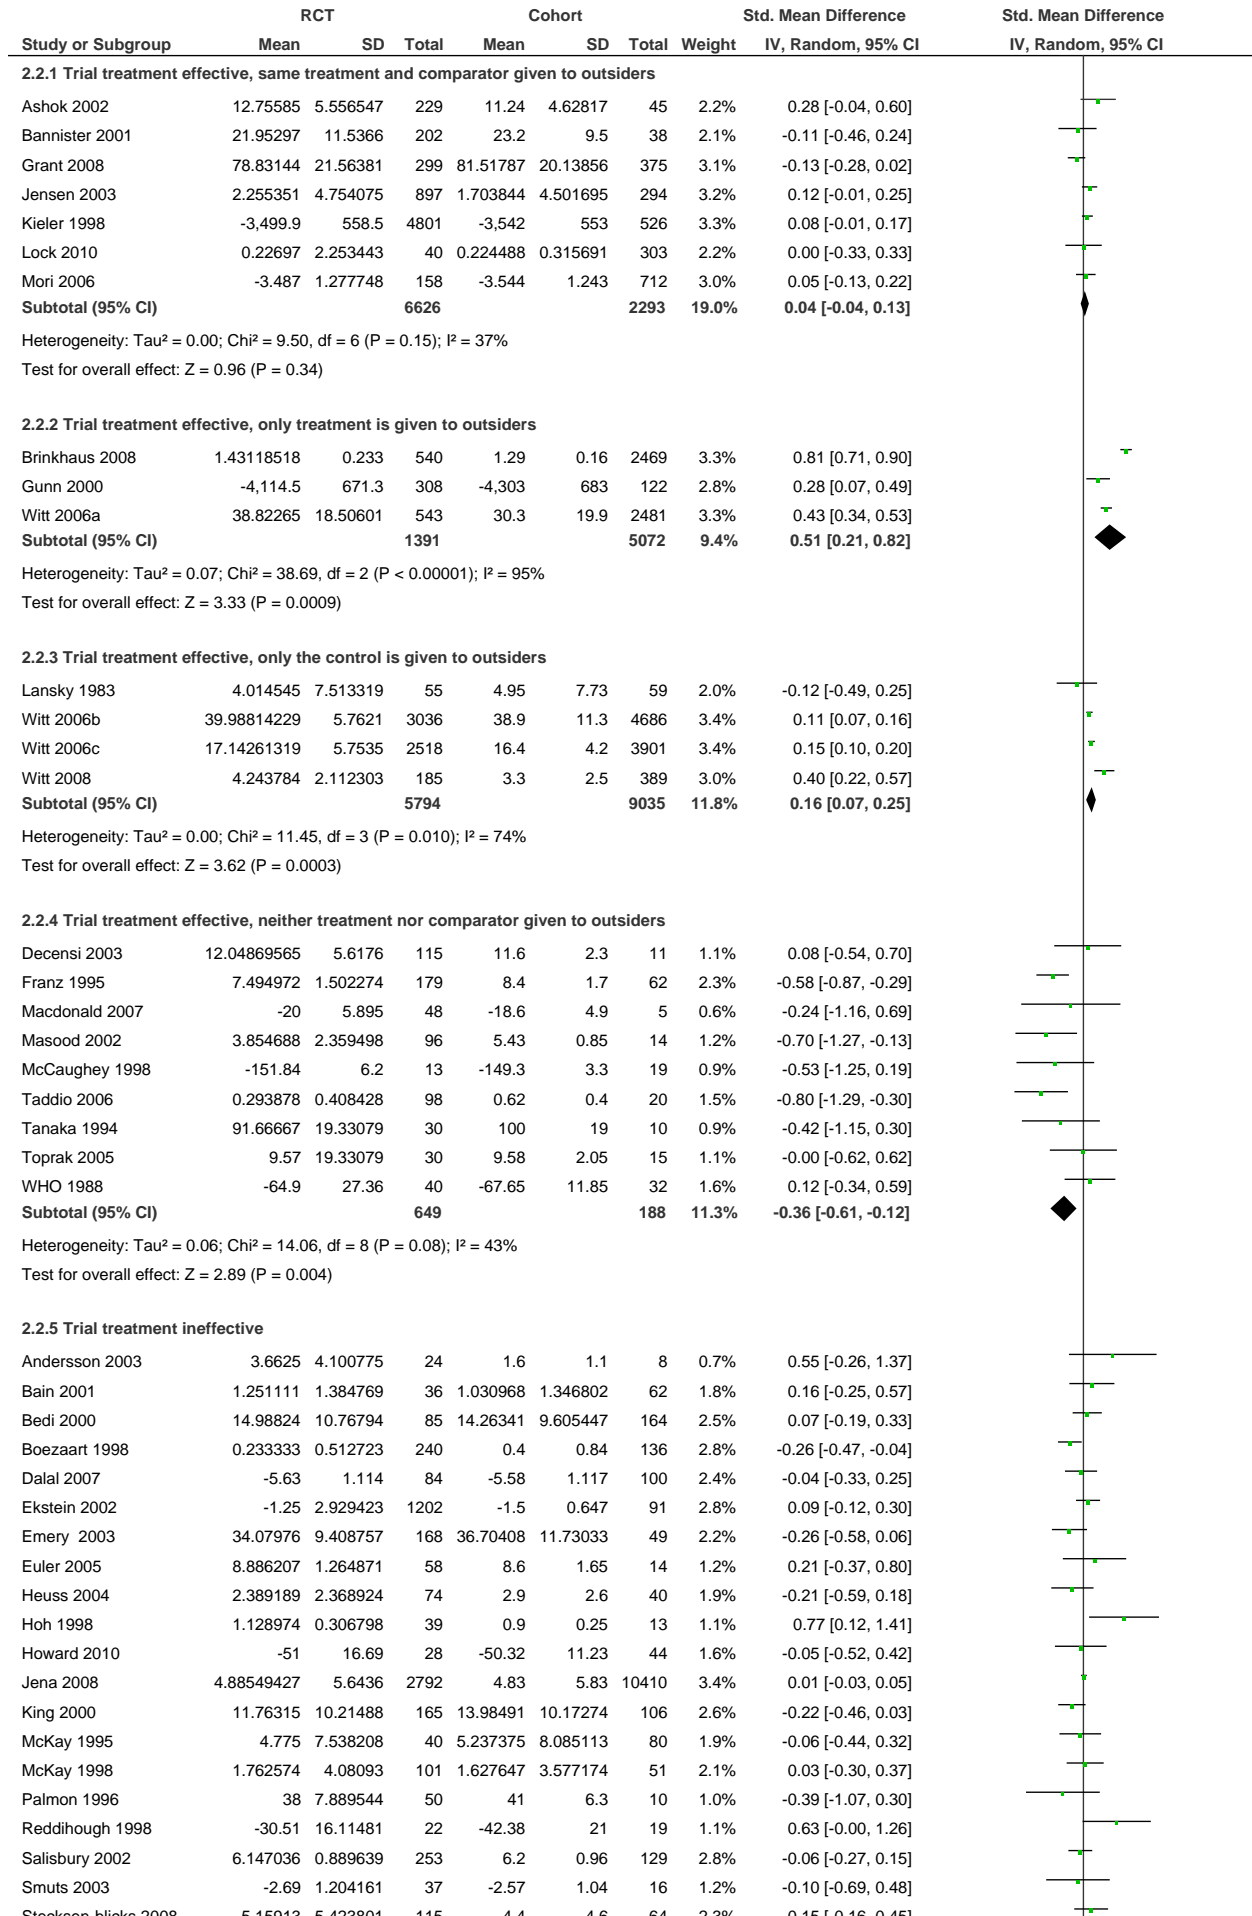 RCT Cohort Std. Mean Difference Std. Mean Difference
Study or Subgroup Mean SD Total Mean SD Total Weight IV, Random, 95% CI IV, Random, 95% CI
2.2.1 Trial treatment effective, same treatment and comparator given to outsiders
Ashok 2002 12.75585 5.556547 229 11.24 4.62817 45 2.2% 0.28 [-0.04, 0.60]
Bannister 2001 21.95297 11.5366 202 23.2 9.5 38 2.1% -0.11 [-0.46, 0.24]
Grant 2008 78.83144 21.56381 299 81.51787 20.13856 375 3.1% -0.13 [-0.28, 0.02]
Jensen 2003 2.255351 4.754075 897 1.703844 4.501695 294 3.2% 0.12 [-0.01, 0.25]
Kieler 1998 -3,499.9 558.5 4801 -3,542 553 526 3.3% 0.08 [-0.01, 0.17]
Lock 2010 0.22697 2.253443 40 0.224488 0.315691 303 2.2% 0.00 [-0.33, 0.33]
Mori 2006 -3.487 1.277748 158 -3.544 1.243 712 3.0% 0.05 [-0.13, 0.22]
Subtotal (95% CI) 6626 2293 19.0% 0.04 [-0.04, 0.13]
Heterogeneity: Tau² = 0.00; Chi² = 9.50, df = 6 (P = 0.15); I² = 37%
Test for overall effect: Z = 0.96 (P = 0.34)
2.2.2 Trial treatment effective, only treatment is given to outsiders
Brinkhaus 2008 1.43118518 0.233 540 1.29 0.16 2469 3.3% 0.81 [0.71, 0.90]
Gunn 2000 -4,114.5 671.3 308 -4,303 683 122 2.8% 0.28 [0.07, 0.49]
Witt 2006a 38.82265 18.50601 543 30.3 19.9 2481 3.3% 0.43 [0.34, 0.53]
Subtotal (95% CI) 1391 5072 9.4% 0.51 [0.21, 0.82]
Heterogeneity: Tau² = 0.07; Chi² = 38.69, df = 2 (P < 0.00001); I² = 95%
Test for overall effect: Z = 3.33 (P = 0.0009)
2.2.3 Trial treatment effective, only the control is given to outsiders
Lansky 1983 4.014545 7.513319 55 4.95 7.73 59 2.0% -0.12 [-0.49, 0.25]
Witt 2006b 39.98814229 5.7621 3036 38.9 11.3 4686 3.4% 0.11 [0.07, 0.16]
Witt 2006c 17.14261319 5.7535 2518 16.4 4.2 3901 3.4% 0.15 [0.10, 0.20]
Witt 2008 4.243784 2.112303 185 3.3 2.5 389 3.0% 0.40 [0.22, 0.57]
Subtotal (95% CI) 5794 9035 11.8% 0.16 [0.07, 0.25]
Heterogeneity: Tau² = 0.00; Chi² = 11.45, df = 3 (P = 0.010); I² = 74%
Test for overall effect: Z = 3.62 (P = 0.0003)
2.2.4 Trial treatment effective, neither treatment nor comparator given to outsiders
Decensi 2003 12.04869565 5.6176 115 11.6 2.3 11 1.1% 0.08 [-0.54, 0.70]
Franz 1995 7.494972 1.502274 179 8.4 1.7 62 2.3% -0.58 [-0.87, -0.29]
Macdonald 2007 -20 5.895 48 -18.6 4.9 5 0.6% -0.24 [-1.16, 0.69]
Masood 2002 3.854688 2.359498 96 5.43 0.85 14 1.2% -0.70 [-1.27, -0.13]
McCaughey 1998 -151.84 6.2 13 -149.3 3.3 19 0.9% -0.53 [-1.25, 0.19]
Taddio 2006 0.293878 0.408428 98 0.62 0.4 20 1.5% -0.80 [-1.29, -0.30]
Tanaka 1994 91.66667 19.33079 30 100 19 10 0.9% -0.42 [-1.15, 0.30]
Toprak 2005 9.57 19.33079 30 9.58 2.05 15 1.1% -0.00 [-0.62, 0.62]
WHO 1988 -64.9 27.36 40 -67.65 11.85 32 1.6% 0.12 [-0.34, 0.59]
Subtotal (95% CI) 649 188 11.3% -0.36 [-0.61, -0.12]
Heterogeneity: Tau² = 0.06; Chi² = 14.06, df = 8 (P = 0.08); I² = 43%
Test for overall effect: Z = 2.89 (P = 0.004)
2.2.5 Trial treatment ineffective
Andersson 2003 3.6625 4.100775 24 1.6 1.1 8 0.7% 0.55 [-0.26, 1.37]
Bain 2001 1.251111 1.384769 36 1.030968 1.346802 62 1.8% 0.16 [-0.25, 0.57]
Bedi 2000 14.98824 10.76794 85 14.26341 9.605447 164 2.5% 0.07 [-0.19, 0.33]
Boezaart 1998 0.233333 0.512723 240 0.4 0.84 136 2.8% -0.26 [-0.47, -0.04]
Dalal 2007 -5.63 1.114 84 -5.58 1.117 100 2.4% -0.04 [-0.33, 0.25]
Ekstein 2002 -1.25 2.929423 1202 -1.5 0.647 91 2.8% 0.09 [-0.12, 0.30]
Emery 2003 34.07976 9.408757 168 36.70408 11.73033 49 2.2% -0.26 [-0.58, 0.06]
Euler 2005 8.886207 1.264871 58 8.6 1.65 14 1.2% 0.21 [-0.37, 0.80]
Heuss 2004 2.389189 2.368924 74 2.9 2.6 40 1.9% -0.21 [-0.59, 0.18]
Hoh 1998 1.128974 0.306798 39 0.9 0.25 13 1.1% 0.77 [0.12, 1.41]
Howard 2010 -51 16.69 28 -50.32 11.23 44 1.6% -0.05 [-0.52, 0.42]
Jena 2008 4.88549427 5.6436 2792 4.83 5.83 10410 3.4% 0.01 [-0.03, 0.05]
King 2000 11.76315 10.21488 165 13.98491 10.17274 106 2.6% -0.22 [-0.46, 0.03]
McKay 1995 4.775 7.538208 40 5.237375 8.085113 80 1.9% -0.06 [-0.44, 0.32]
McKay 1998 1.762574 4.08093 101 1.627647 3.577174 51 2.1% 0.03 [-0.30, 0.37]
Palmon 1996 38 7.889544 50 41 6.3 10 1.0% -0.39 [-1.07, 0.30]
Reddihough 1998 -30.51 16.11481 22 -42.38 21 19 1.1% 0.63 [-0.00, 1.26]
Salisbury 2002 6.147036 0.889639 253 6.2 0.96 129 2.8% -0.06 [-0.27, 0.15]
Smuts 2003 -2.69 1.204161 37 -2.57 1.04 16 1.2% -0.10 [-0.69, 0.48]